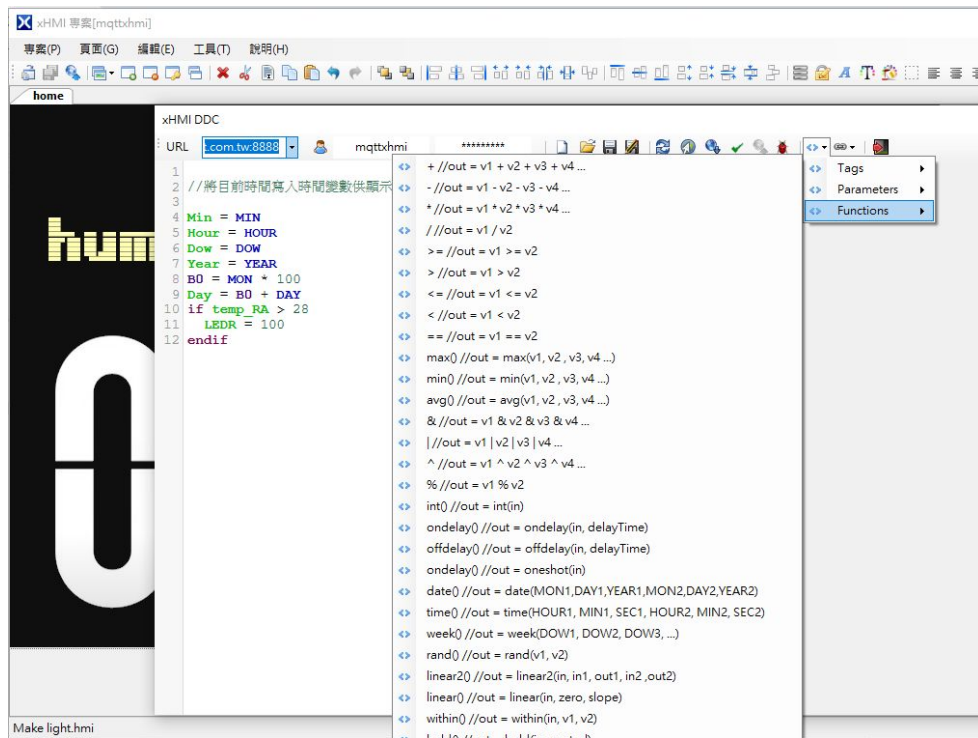 xHMI 專案[mqttxhmi]
專案(P) 頁面(G) 編輯(E) 工具(T) 說明(H)
home
xHMI DDC
URL .com.tw:8888 mqttxhmi *********
1
2 //將目前時間寫入時間變數供顯示
3
4 Min = MIN
5 Hour = HOUR
6 Dow = DOW
7 Year = YEAR
8 B0 = MON * 100
9 Day = B0 + DAY
10 if temp_RA > 28
11 LEDR = 100
12 endif
Tags
Parameters
Functions
+ //out = v1 + v2 + v3 + v4 ...
- //out = v1 - v2 - v3 - v4 ...
* //out = v1 * v2 * v3 * v4 ...
/ //out = v1 / v2
>= //out = v1 >= v2
> //out = v1 > v2
<= //out = v1 <= v2
< //out = v1 < v2
== //out = v1 == v2
max() //out = max(v1, v2 , v3, v4 ...)
min() //out = min(v1, v2 , v3, v4 ...)
avg() //out = avg(v1, v2 , v3, v4 ...)
& //out = v1 & v2 & v3 & v4 ...
| //out = v1 | v2 | v3 | v4 ...
^ //out = v1 ^ v2 ^ v3 ^ v4 ...
% //out = v1 % v2
int() //out = int(in)
ondelay() //out = ondelay(in, delayTime)
offdelay() //out = offdelay(in, delayTime)
ondelay() //out = oneshot(in)
date() //out = date(MON1,DAY1,YEAR1,MON2,DAY2,YEAR2)
time() //out = time(HOUR1, MIN1, SEC1, HOUR2, MIN2, SEC2)
week() //out = week(DOW1, DOW2, DOW3, ...)
rand() //out = rand(v1, v2)
linear2() //out = linear2(in, in1, out1, in2 ,out2)
linear() //out = linear(in, zero, slope)
within() //out = within(in, v1, v2)
hum
Make light.hmi